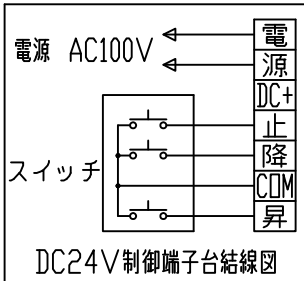 電源 AC100V
電
源
DC+
止
降
COM
昇
スイッチ
DC24V制御端子台結線図